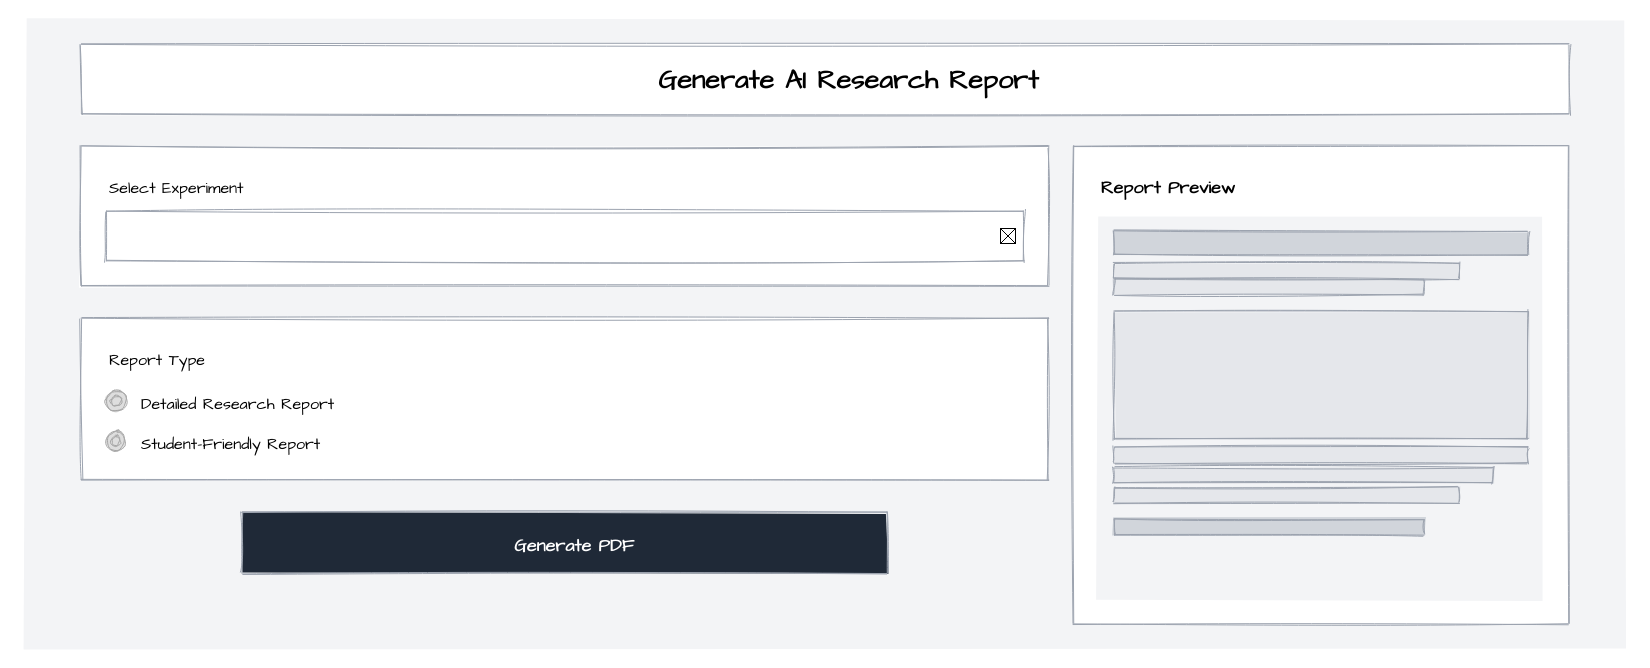 Generate AI Research Report
Select Experiment
Report Type
Detailed Research Report
Student-Friendly Report
Generate PDF
Report Preview